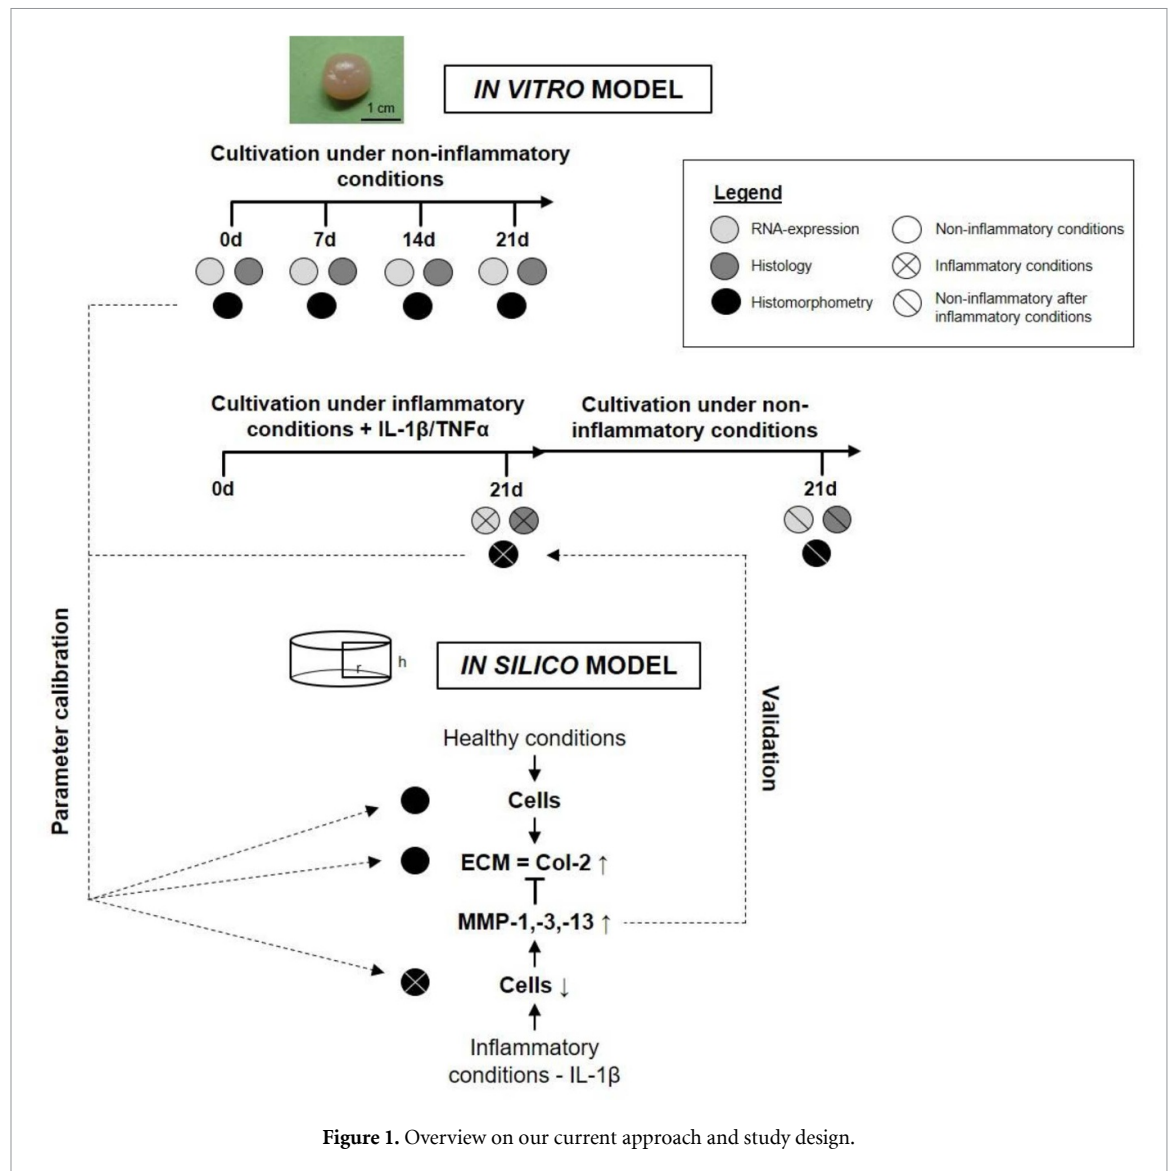 IN VITRO MODEL
1 cm
Cultivation under non-inflammatory
conditions
0d
7d
14d
21d
Legend
RNA-expression
Histology
Histomorphometry
Non-inflammatory conditions
Inflammatory conditions
Non-inflammatory after
inflammatory conditions
Cultivation under inflammatory
conditions + IL-1β/TNFα
Cultivation under non-
inflammatory conditions
0d
21d
21d
Parameter calibration
r
h
IN SILICO MODEL
Validation
Healthy conditions
Cells
ECM = Col-2 ↑
MMP-1,-3,-13 ↑
Cells ↓
Inflammatory
conditions - IL-1β
Figure 1. Overview on our current approach and study design.